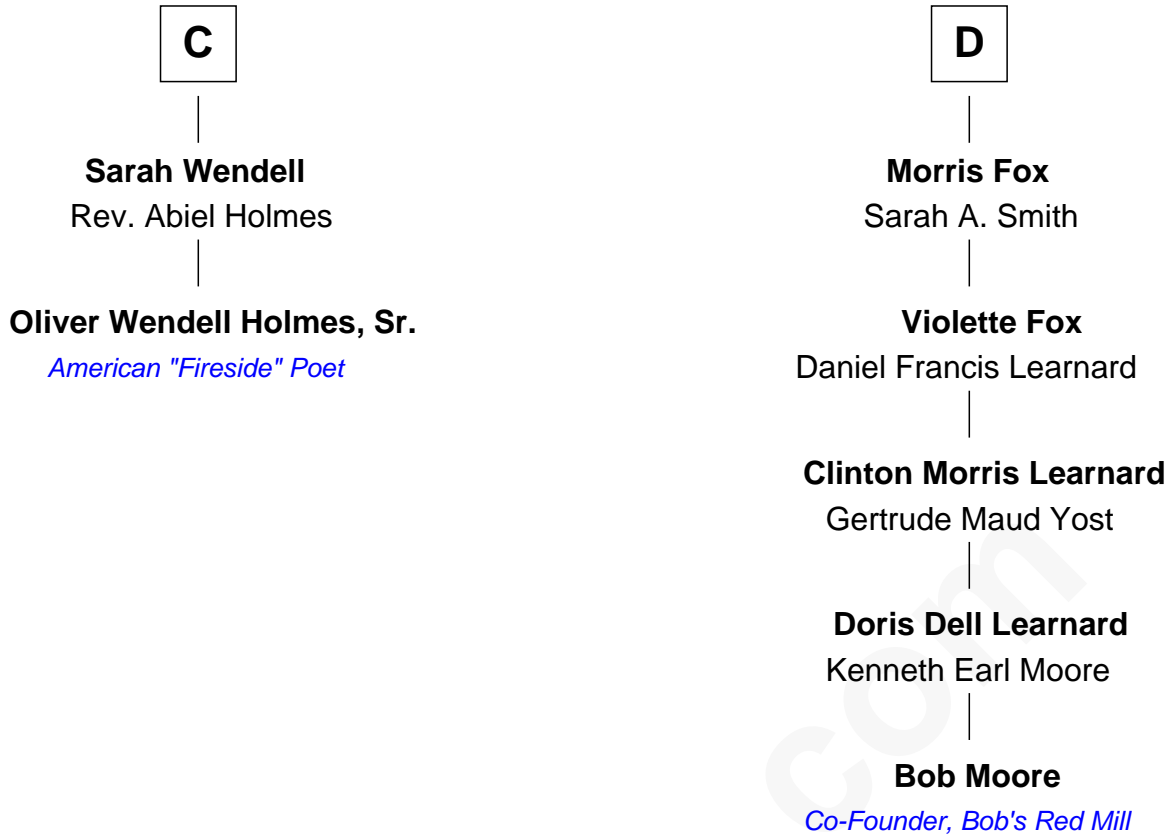 C
Sarah Wendell
Rev. Abiel Holmes
Oliver Wendell Holmes, Sr.
American "Fireside" Poet
D
Morris Fox
Sarah A. Smith
Violette Fox
Daniel Francis Learnard
Clinton Morris Learnard
Gertrude Maud Yost
Doris Dell Learnard
Kenneth Earl Moore
Bob Moore
Co-Founder, Bob's Red Mill
com